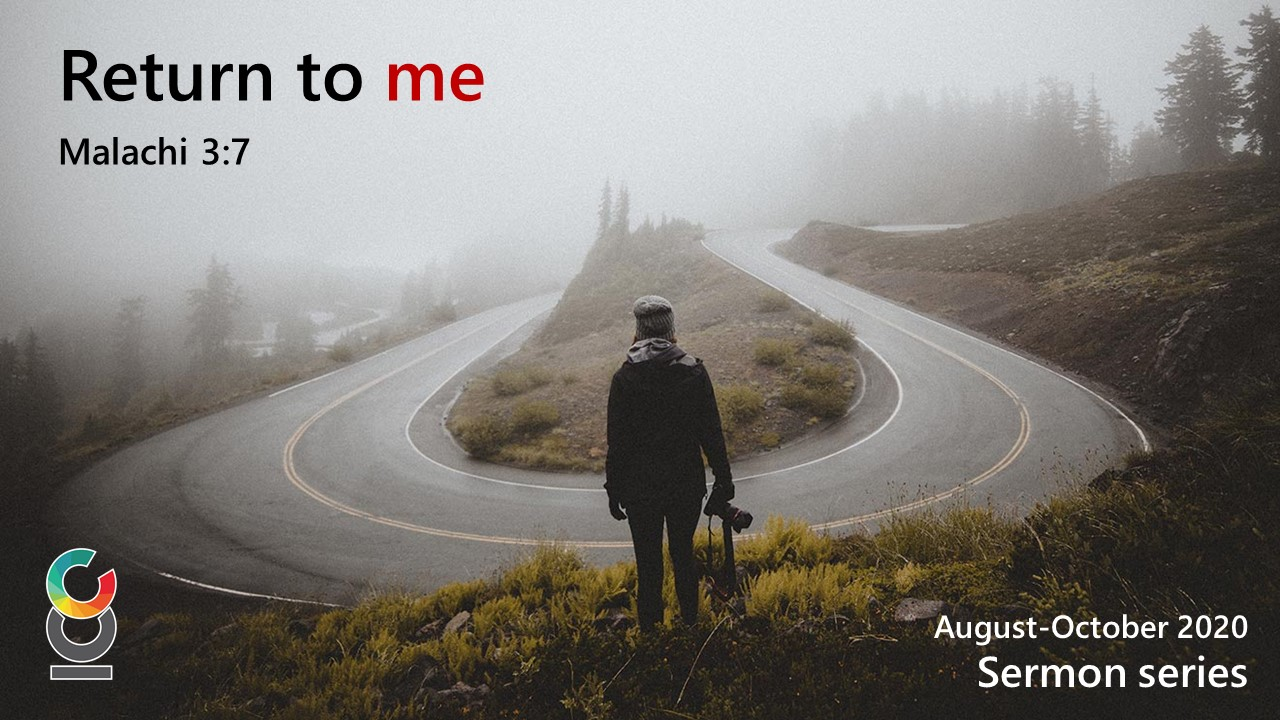 Return to me
Malachi 3:7
August-October 2020
Sermon series